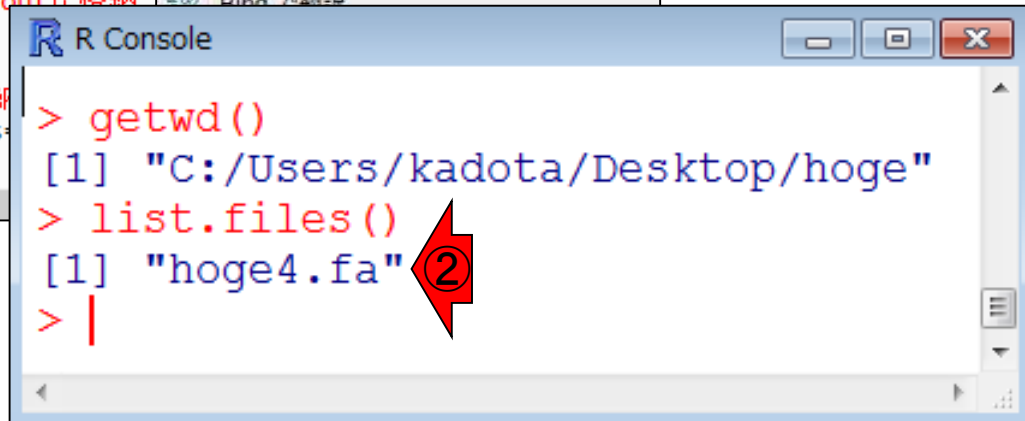 R Console
> getwd()
[1] "C:/Users/kadota/Desktop/hoge"
> list.files()
[1] "hoge4.fa" ②
>